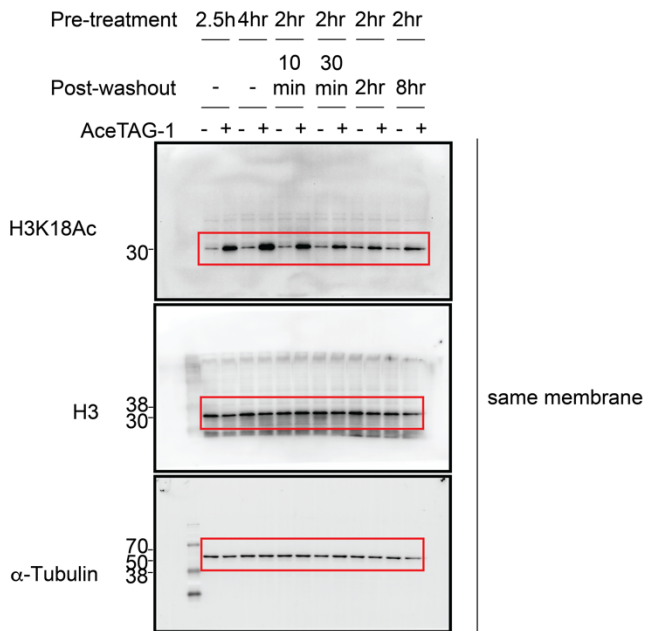 Pre-treatment 2.5h 4hr 2hr 2hr 2hr 2hr
10 30
Post-washout - - min min 2hr 8hr
AceTAG-1 - + - + - + - + - + - +
H3K18Ac
30
38
H3 30
same membrane
70
50
α-Tubulin 38